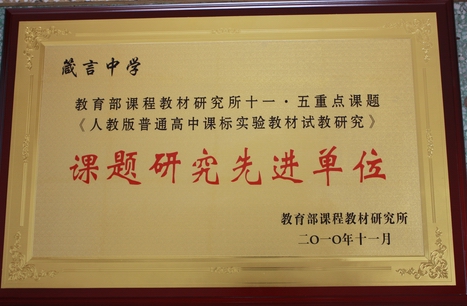 箴言中学
教育部课程教材研究所十一·五重点课题
《人教版普通高中课标实验教材试教研究》
课题研究先进单位
教育部课程教材研究所
二〇一〇年十一月